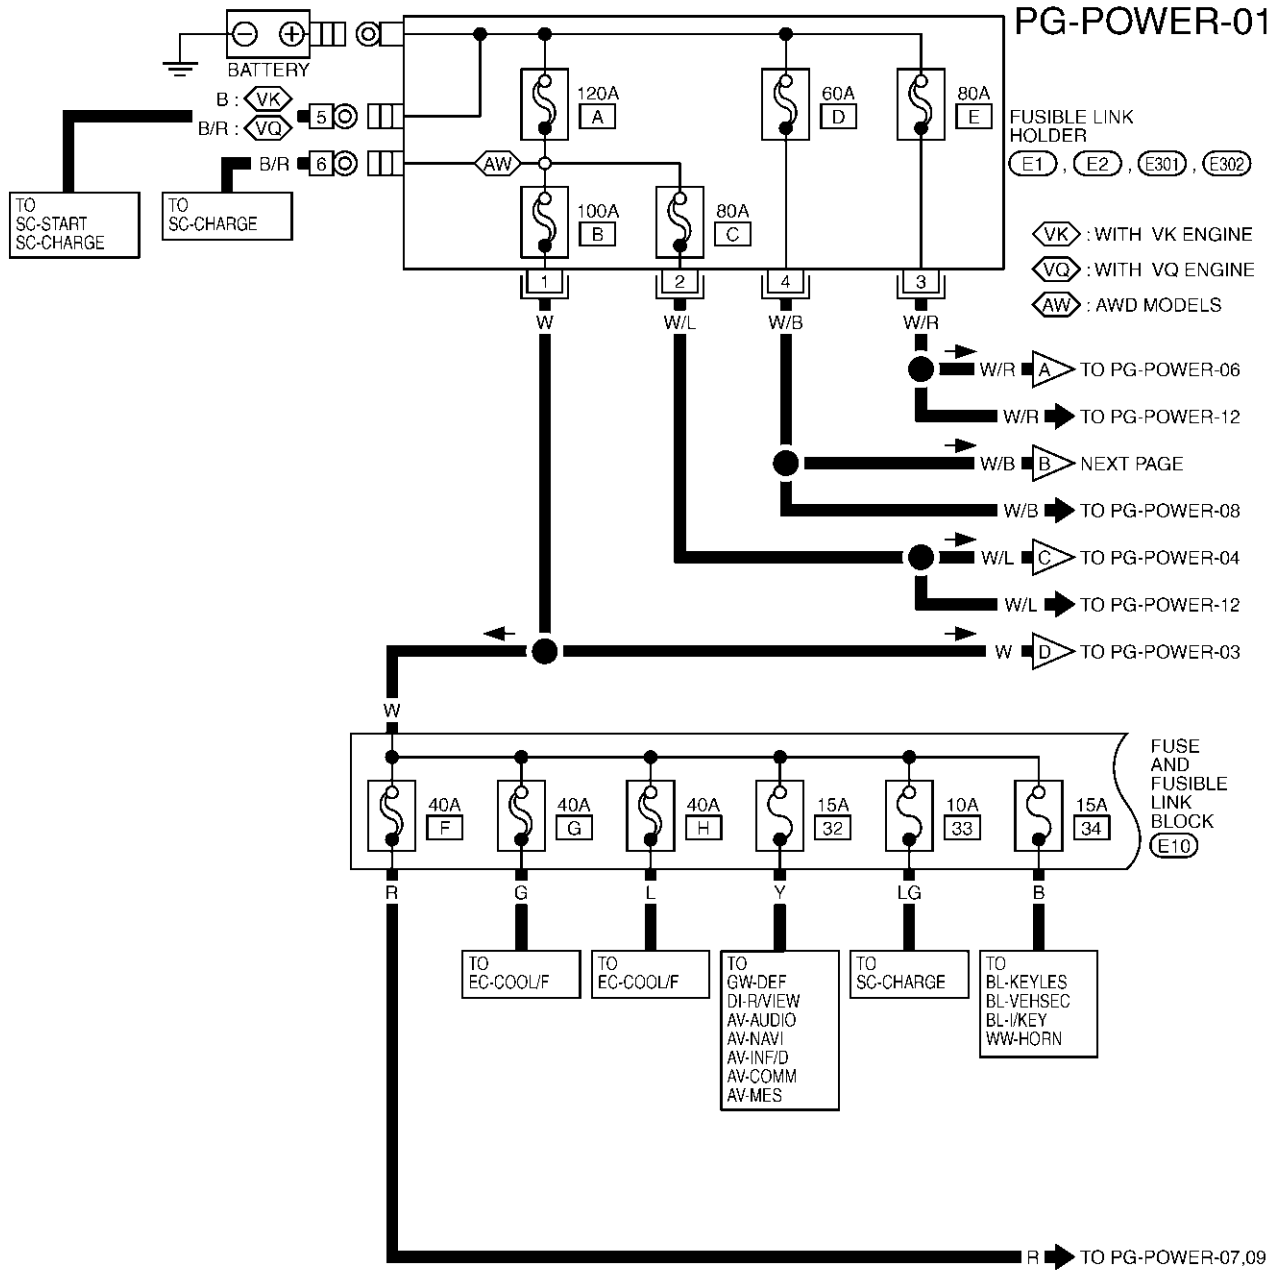 PG-POWER-01
BATTERY
B : VK
B/R : VQ
5
B/R
6
TO
SC-START
SC-CHARGE
TO
SC-CHARGE
AW
120A
A
60A
D
80A
E
100A
B
80A
C
FUSIBLE LINK
HOLDER
E1 , E2 , E301 , E302
VK : WITH VK ENGINE
VQ : WITH VQ ENGINE
AW : AWD MODELS
1
2
4
3
W
W/L
W/B
W/R
W/R A TO PG-POWER-06
W/R TO PG-POWER-12
W/B B NEXT PAGE
W/B TO PG-POWER-08
W/L C TO PG-POWER-04
W/L TO PG-POWER-12
W D TO PG-POWER-03
W
40A
F
40A
G
40A
H
15A
32
10A
33
15A
34
FUSE
AND
FUSIBLE
LINK
BLOCK
E10
R
G
L
Y
LG
B
TO
EC-COOL/F
TO
EC-COOL/F
TO
GW-DEF
DI-R/VIEW
AV-AUDIO
AV-NAVI
AV-INF/D
AV-COMM
AV-MES
TO
SC-CHARGE
TO
BL-KEYLES
BL-VEHSEC
BL-I/KEY
WW-HORN
R TO PG-POWER-07,09